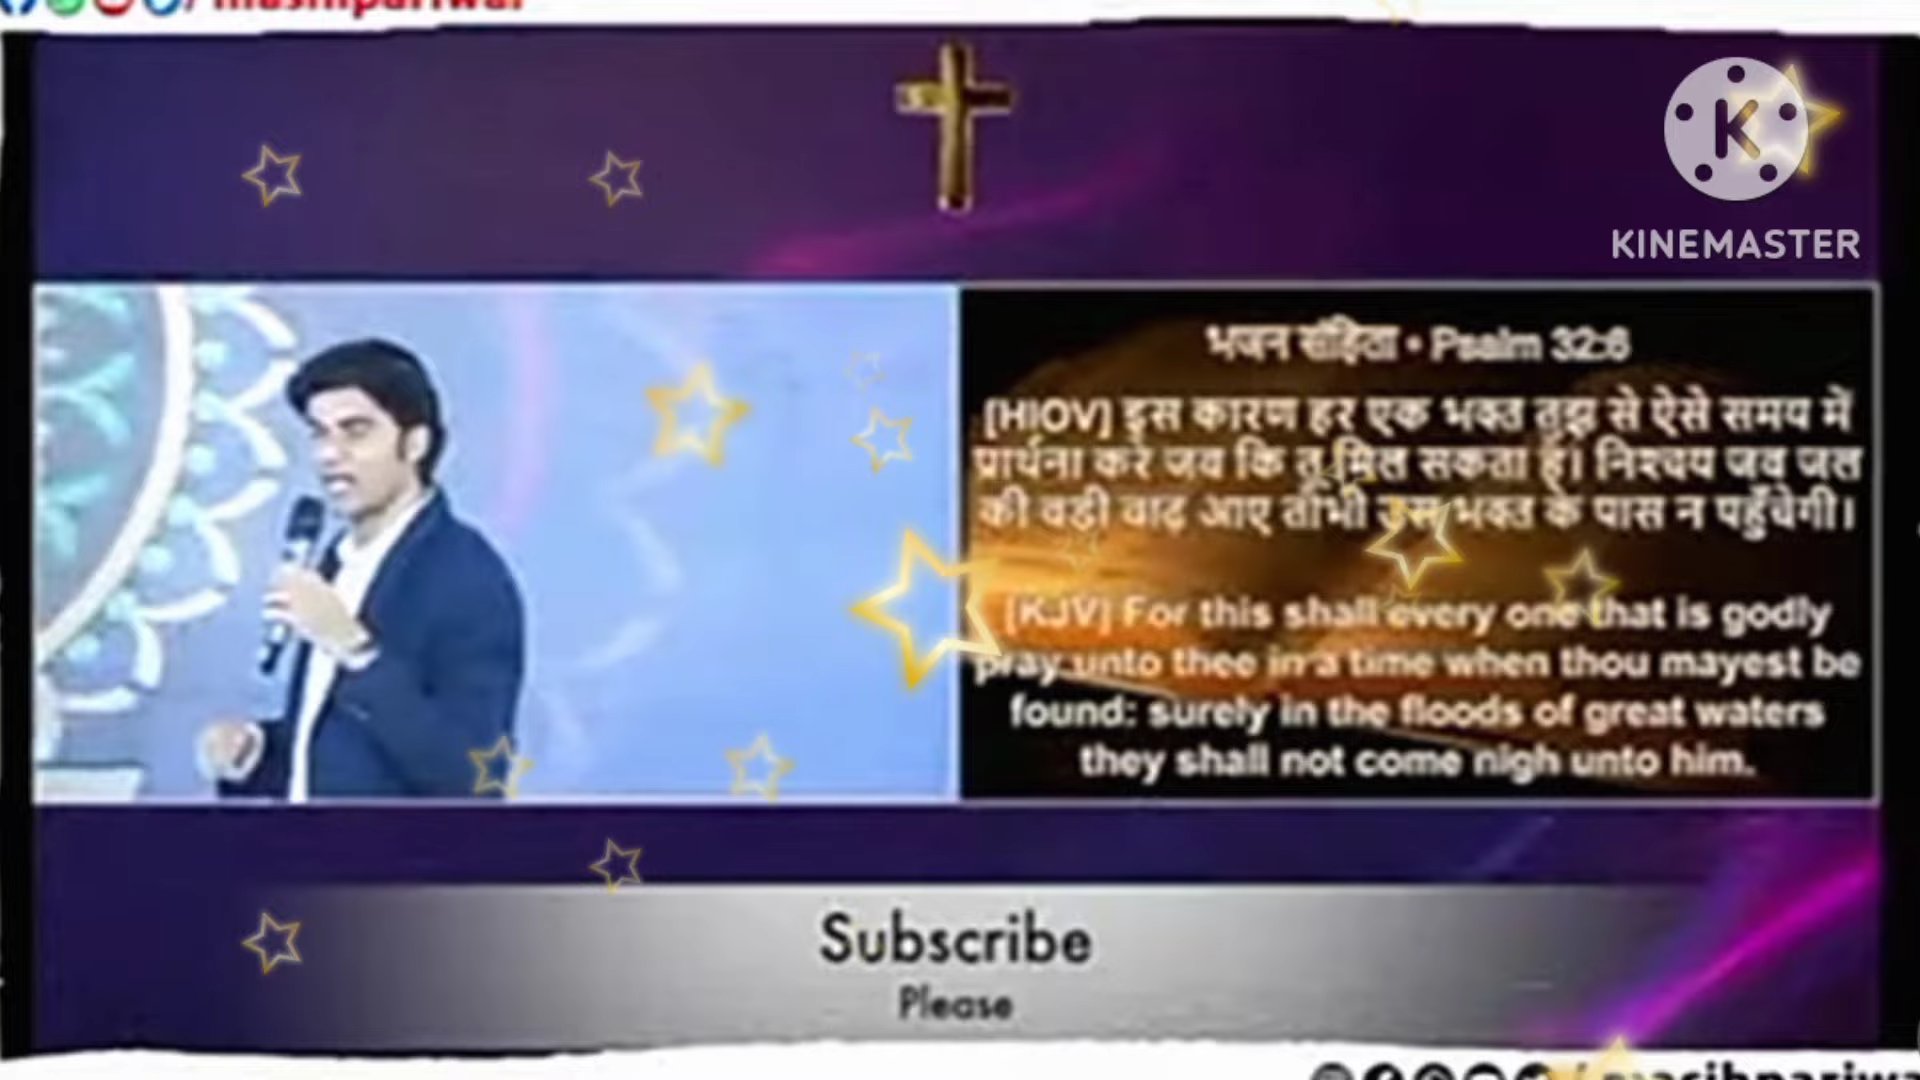 KINEMASTER
भजन संहिता • Psalm 32:6
[HIOV] इस कारण हर एक भक्त तुझ से ऐसे समय में
प्रार्थना करे जब कि तू मिल सकता है। निश्चय जब जल
की बड़ी बाढ़ आए तौभी उस भक्त के पास न पहुँचेगी।
[KJV] For this shall every one that is godly
pray unto thee in a time when thou mayest be
found: surely in the floods of great waters
they shall not come nigh unto him.
Subscribe
Please